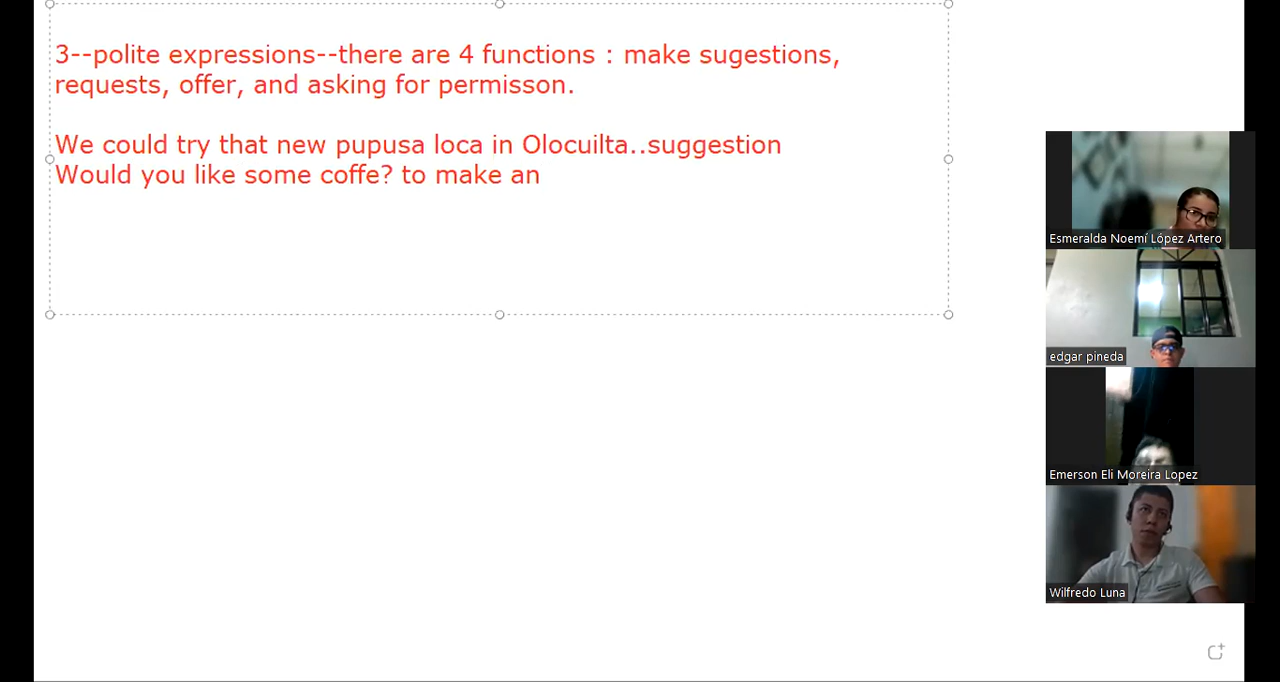 3--polite expressions--there are 4 functions : make sugestions,
requests, offer, and asking for permisson.
We could try that new pupusa loca in Olocuilta..suggestion
Would you like some coffe? to make an
Esmeralda Noemí López Artero
edgar pineda
Emerson Eli Moreira Lopez
Wilfredo Luna